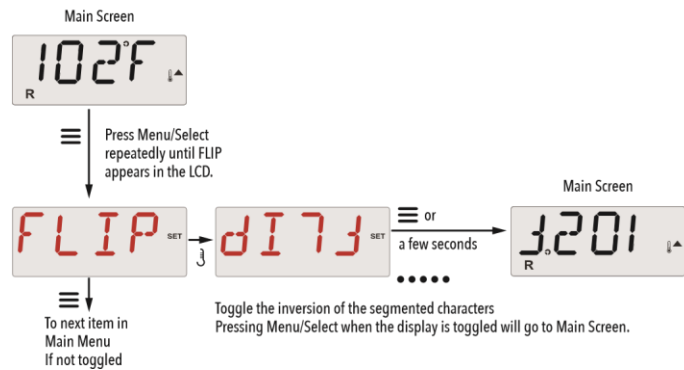 Main Screen
102°F
R
Press Menu/Select
repeatedly until FLIP
appears in the LCD.
FLIP SET
dI7Ⅎ SET
or
a few seconds
Main Screen
Ⅎ°201
R
To next item in
Main Menu
If not toggled
Toggle the inversion of the segmented characters
Pressing Menu/Select when the display is toggled will go to Main Screen.